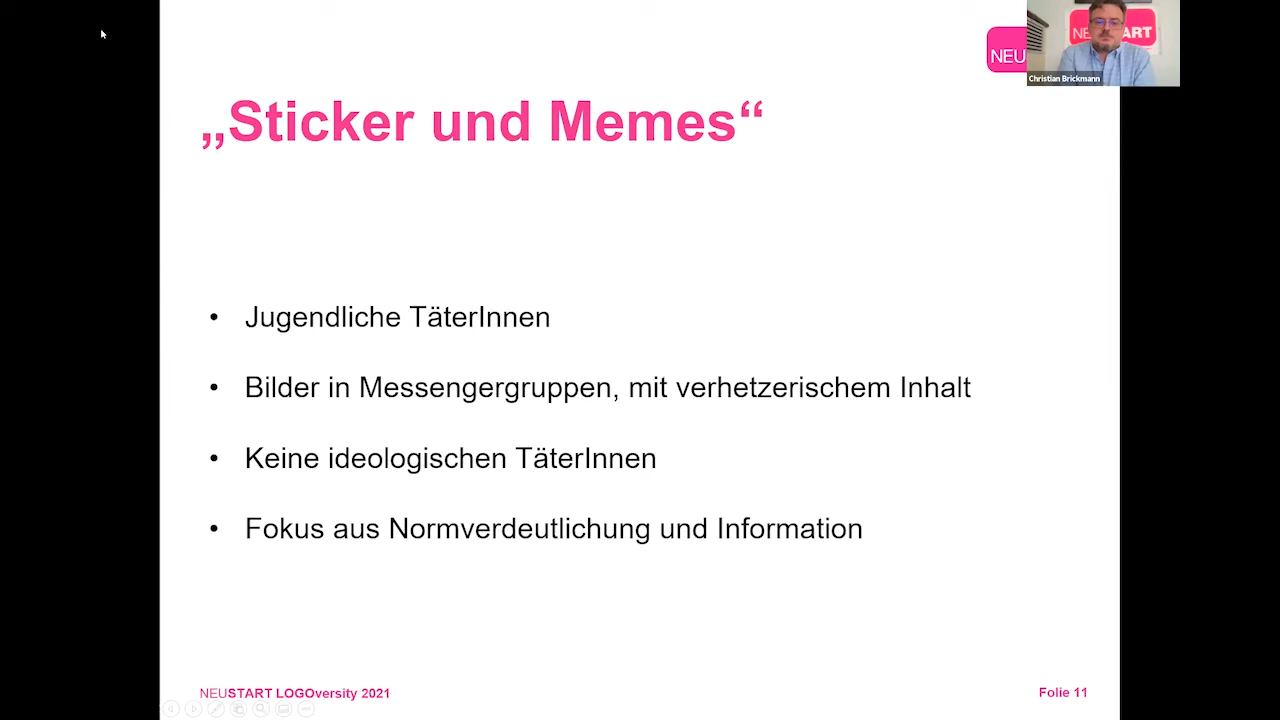 NEU
NEUSTART
Christian Brickmann
„Sticker und Memes“
• Jugendliche TäterInnen
• Bilder in Messengergruppen, mit verhetzerischem Inhalt
• Keine ideologischen TäterInnen
• Fokus aus Normverdeutlichung und Information
NEUSTART LOGOversity 2021
Folie 11